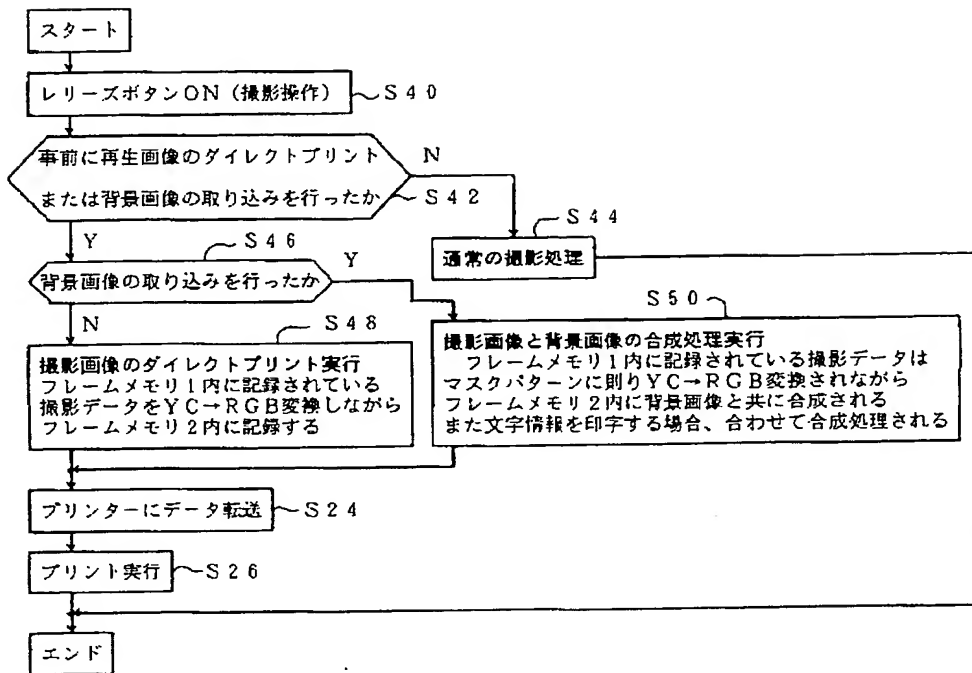 スタート
レリーズボタンON(撮影操作)
S40
事前に再生画像のダイレクトプリント
または背景画像の取り込みを行ったか
N
S42
S44
通常の撮影処理
Y
S46
背景画像の取り込みを行ったか
Y
N
S48
撮影画像のダイレクトプリント実行
フレームメモリ1内に記録されている
撮影データをYC→RGB変換しながら
フレームメモリ2内に記録する
S50
撮影画像と背景画像の合成処理実行
フレームメモリ1内に記録されている撮影データは
マスクパターンに則りYC→RGB変換されながら
フレームメモリ2内に背景画像と共に合成される
また文字情報を印字する場合、合わせて合成処理される
プリンターにデータ転送
S24
プリント実行
S26
エンド